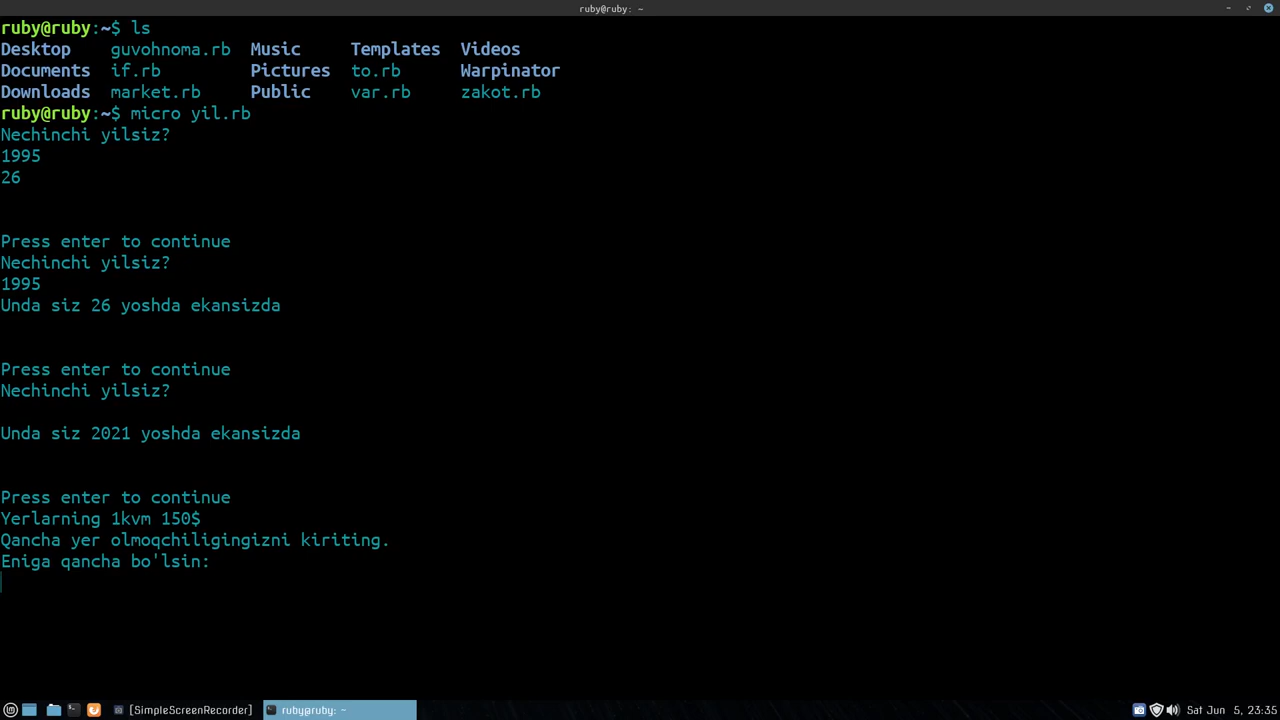 ruby@ruby: ~
ruby@ruby:~$ ls
Desktop guvohnoma.rb Music Templates Videos
Documents if.rb Pictures to.rb Warpinator
Downloads market.rb Public var.rb zakot.rb
ruby@ruby:~$ micro yil.rb
Nechinchi yilsiz?
1995
26
Press enter to continue
Nechinchi yilsiz?
1995
Unda siz 26 yoshda ekansizda
Press enter to continue
Nechinchi yilsiz?
Unda siz 2021 yoshda ekansizda
Press enter to continue
Yerlarning 1kvm 150$
Qancha yer olmoqchiligingizni kiriting.
Eniga qancha bo'lsin:
[SimpleScreenRecorder] ruby@ruby: ~ Sat Jun 5, 23:35